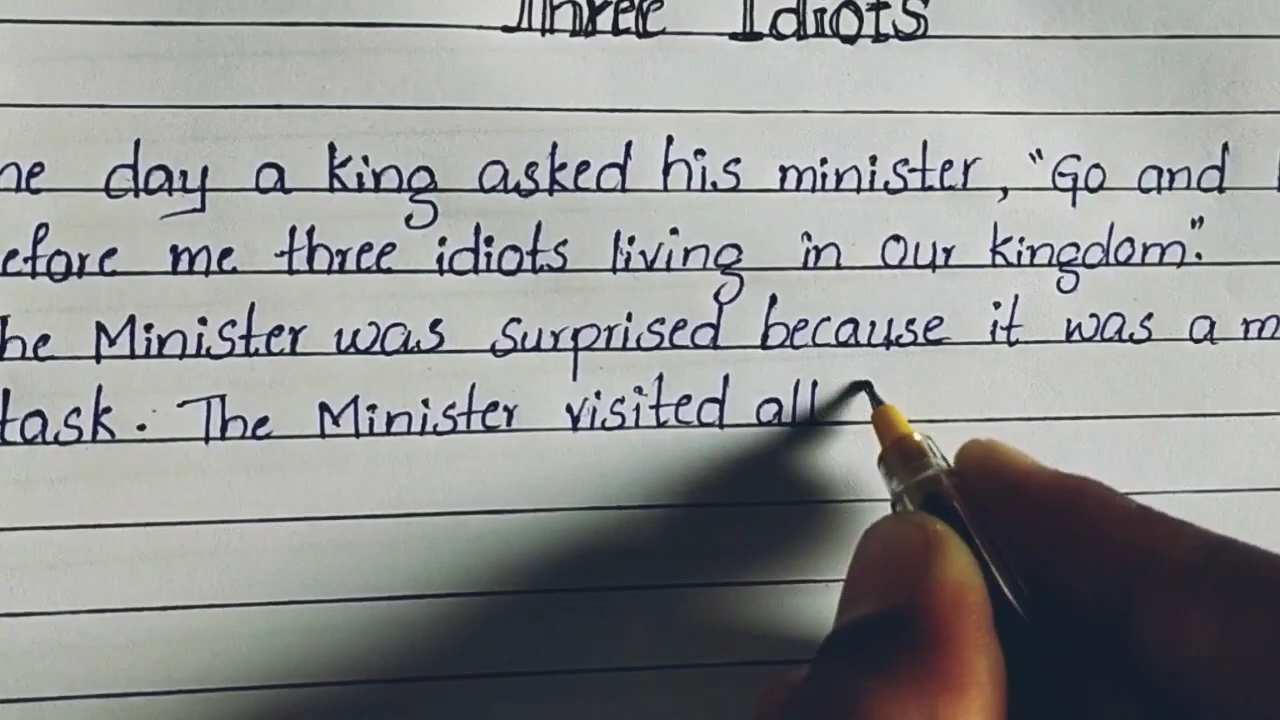 Three Idiots
ne day a king asked his minister, "Go and
efore me three idiots living in our kingdom."
he Minister was surprised because it was a m
task. The Minister visited all